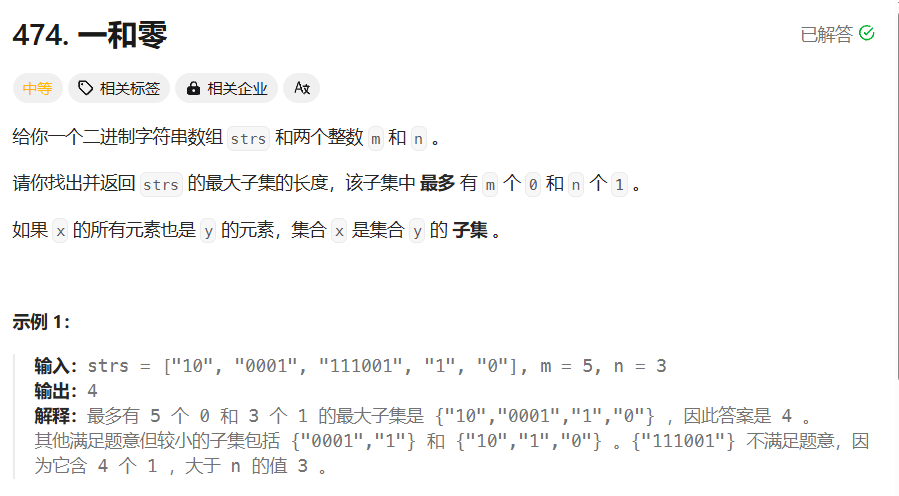 474. 一和零
已解答
中等 相关标签 相关企业 Aあ
给你一个二进制字符串数组 strs 和两个整数 m 和 n 。
请你找出并返回 strs 的最大子集的长度，该子集中 最多 有 m 个 0 和 n 个 1 。
如果 x 的所有元素也是 y 的元素，集合 x 是集合 y 的 子集 。
示例 1：
输入：strs = ["10", "0001", "111001", "1", "0"], m = 5, n = 3
输出：4
解释：最多有 5 个 0 和 3 个 1 的最大子集是 {"10","0001","1","0"} ，因此答案是 4 。
其他满足题意但较小的子集包括 {"0001","1"} 和 {"10","1","0"} 。{"111001"} 不满足题意，因
为它含 4 个 1 ，大于 n 的值 3 。